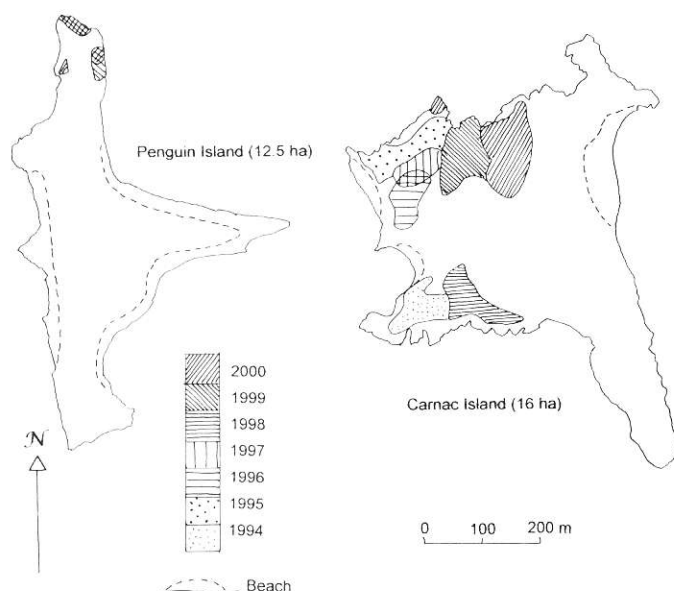 Penguin Island (12.5 ha)
Carnac Island (16 ha)
N
2000
1999
1998
1997
1996
1995
1994
0 100 200 m
Beach